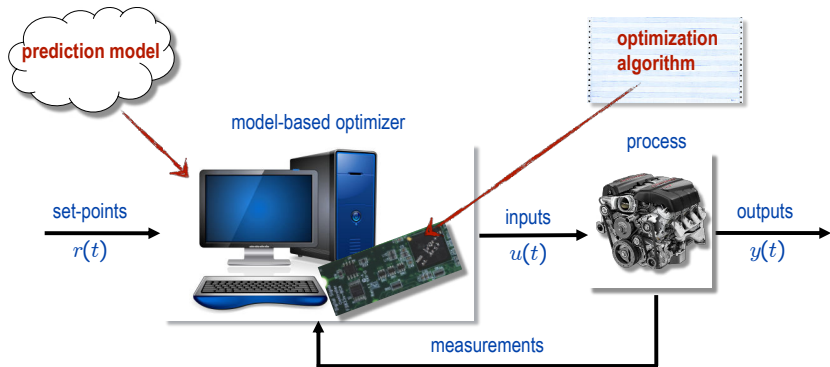 prediction model
optimization
algorithm
model-based optimizer
process
set-points
r(t)
inputs
u(t)
outputs
y(t)
measurements